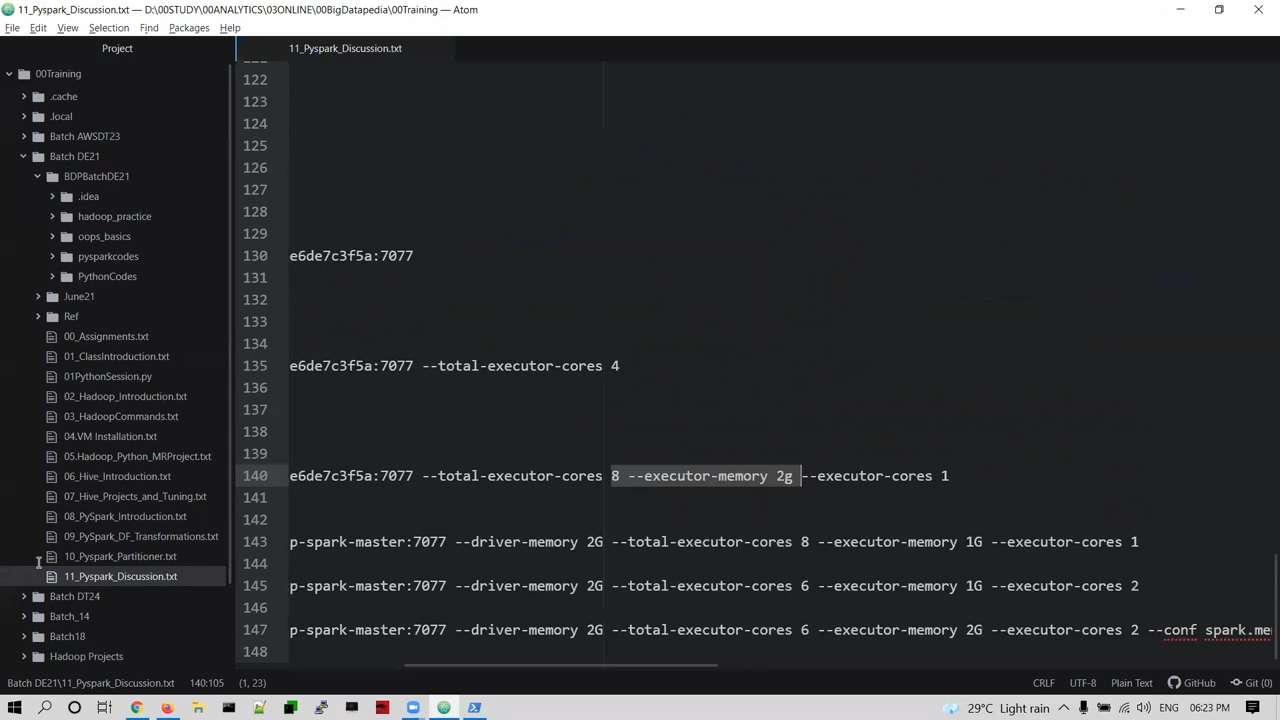 11_Pyspark_Discussion.txt — D:\00STUDY\00ANALYTICS\03ONLINE\00BigDatapedia\00Training — Atom
File Edit View Selection Find Packages Help
Project
11_Pyspark_Discussion.txt
00Training
.cache
.local
Batch AWSDT23
Batch DE21
BDPBatchDE21
.idea
hadoop_practice
oops_basics
pysparkcodes
PythonCodes
June21
Ref
00_Assignments.txt
01_ClassIntroduction.txt
01PythonSession.py
02_Hadoop_Introduction.txt
03_HadoopCommands.txt
04.VM Installation.txt
05.Hadoop_Python_MRProject.txt
06_Hive_Introduction.txt
07_Hive_Projects_and_Tuning.txt
08_PySpark_Introduction.txt
09_PySpark_DF_Transformations.txt
10_Pyspark_Partitioner.txt
11_Pyspark_Discussion.txt
Batch DT24
Batch_14
Batch18
Hadoop Projects
122
123
124
125
126
127
128
129
130 e6de7c3f5a:7077
131
132
133
134
135 e6de7c3f5a:7077 --total-executor-cores 4
136
137
138
139
140 e6de7c3f5a:7077 --total-executor-cores 8 --executor-memory 2g --executor-cores 1
141
142
143 p-spark-master:7077 --driver-memory 2G --total-executor-cores 8 --executor-memory 1G --executor-cores 1
144
145 p-spark-master:7077 --driver-memory 2G --total-executor-cores 6 --executor-memory 1G --executor-cores 2
146
147 p-spark-master:7077 --driver-memory 2G --total-executor-cores 6 --executor-memory 2G --executor-cores 2 --conf spark.me
148
Batch DE21\11_Pyspark_Discussion.txt 140:105 (1, 23) CRLF UTF-8 Plain Text GitHub Git (0)
29°C Light rain ENG 06:23 PM